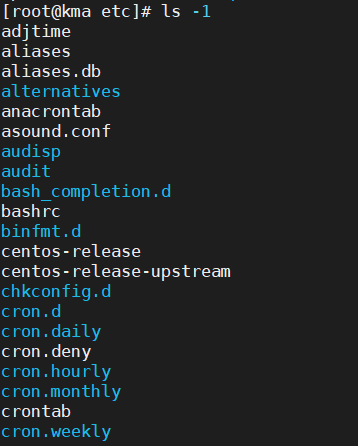 [root@kma etc]# ls -1
adjtime
aliases
aliases.db
alternatives
anacrontab
asound.conf
audisp
audit
bash_completion.d
bashrc
binfmt.d
centos-release
centos-release-upstream
chkconfig.d
cron.d
cron.daily
cron.deny
cron.hourly
cron.monthly
crontab
cron.weekly